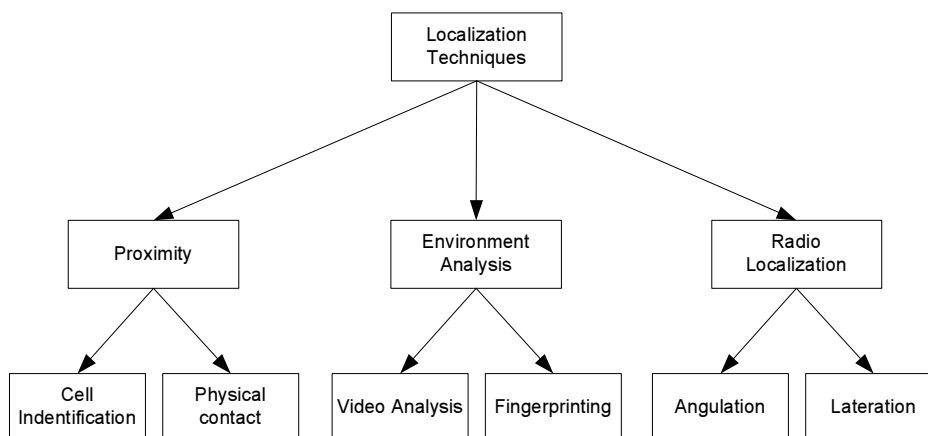 Localization
Techniques
Proximity
Environment
Analysis
Radio
Localization
Cell
Indentification
Physical
contact
Video Analysis
Fingerprinting
Angulation
Lateration